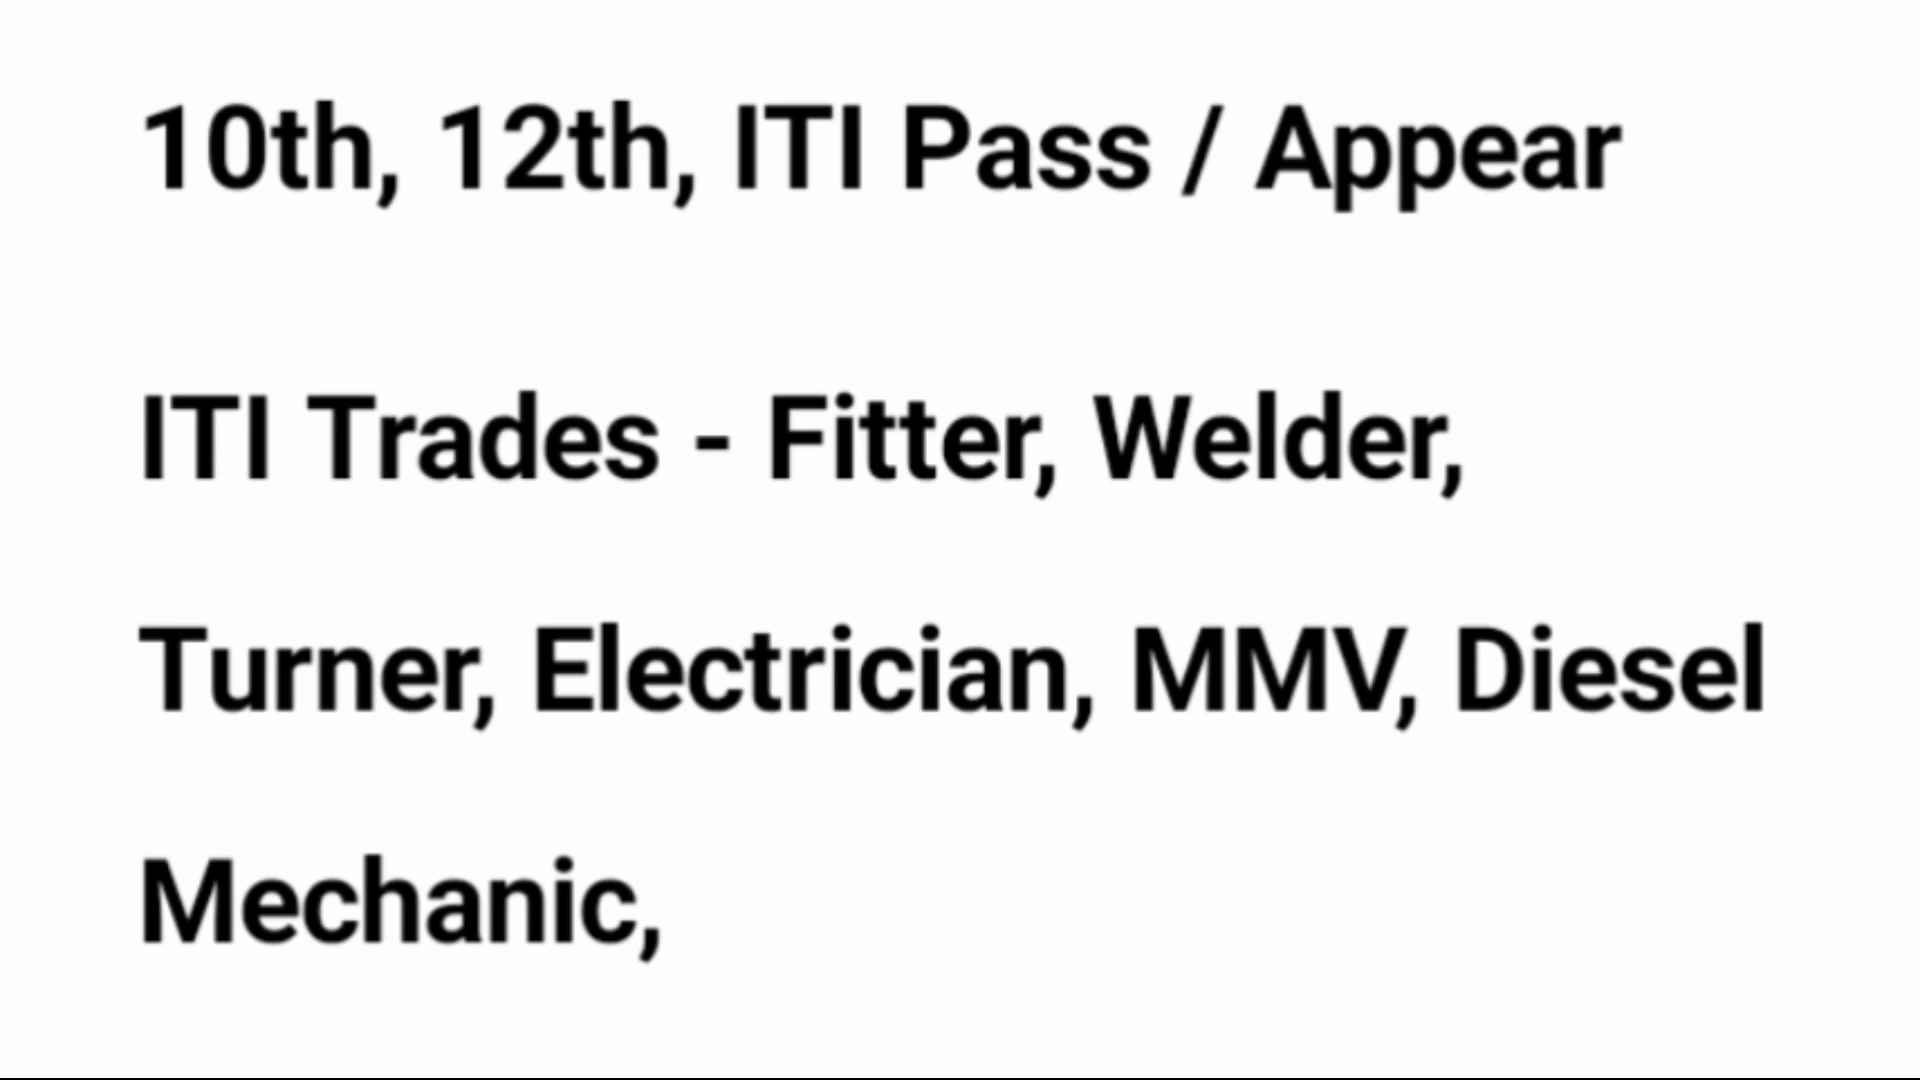 10th, 12th, ITI Pass / Appear
ITI Trades - Fitter, Welder,
Turner, Electrician, MMV, Diesel
Mechanic,